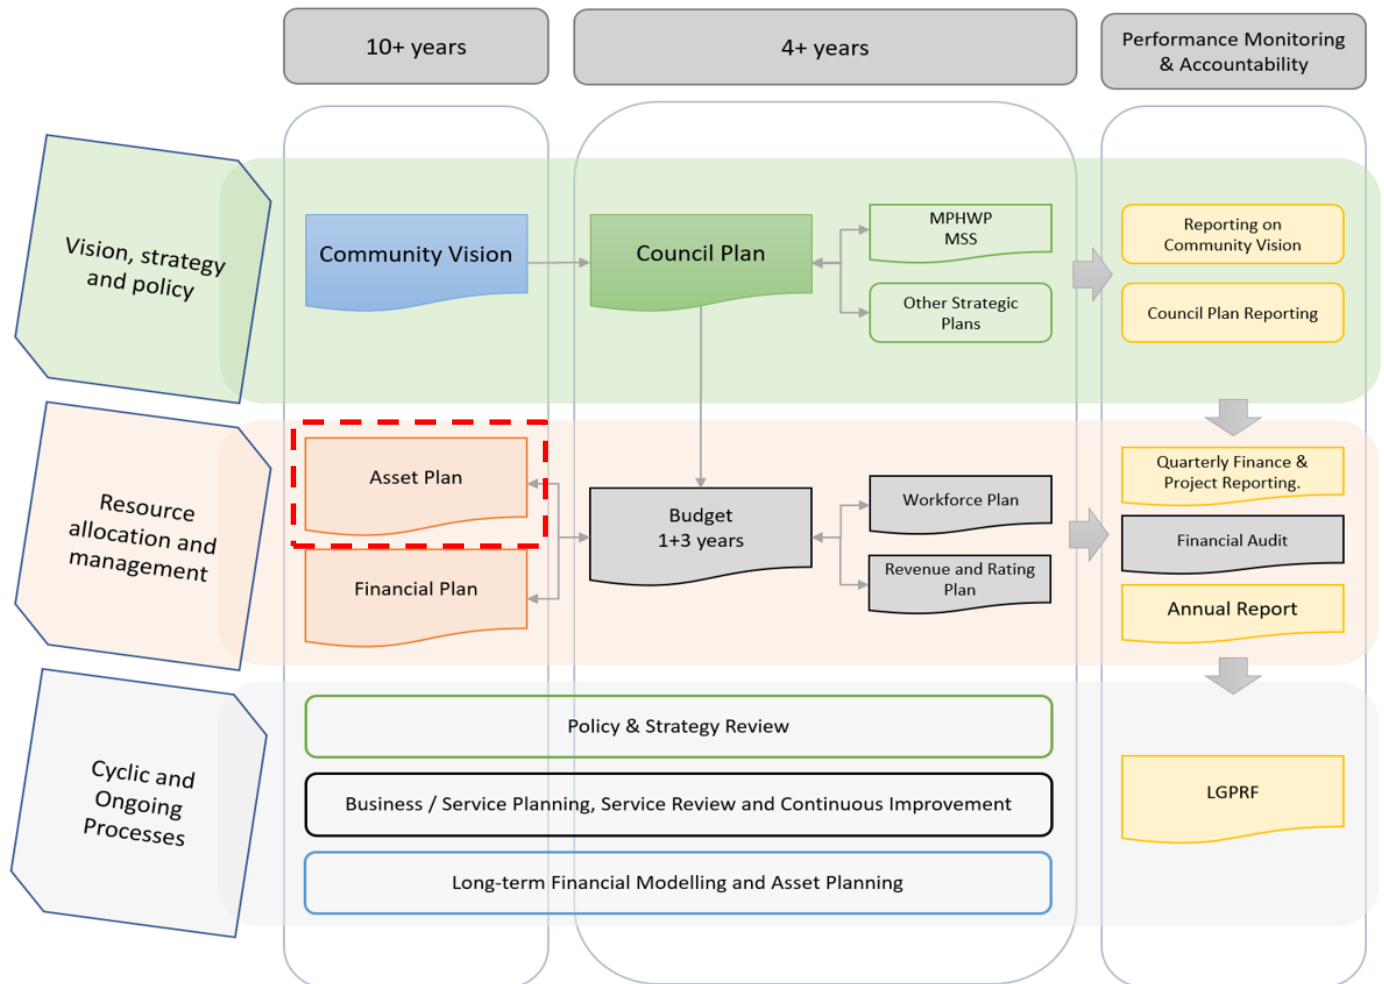 10+ years
4+ years
Performance Monitoring
& Accountability
Vision, strategy
and policy
Community Vision
Council Plan
MPHWP
MSS
Other Strategic
Plans
Reporting on
Community Vision
Council Plan Reporting
Resource
allocation and
management
Asset Plan
Financial Plan
Budget
1+3 years
Workforce Plan
Revenue and Rating
Plan
Quarterly Finance &
Project Reporting.
Financial Audit
Annual Report
Cyclic and
Ongoing
Processes
Policy & Strategy Review
Business / Service Planning, Service Review and Continuous Improvement
Long-term Financial Modelling and Asset Planning
LGPRF